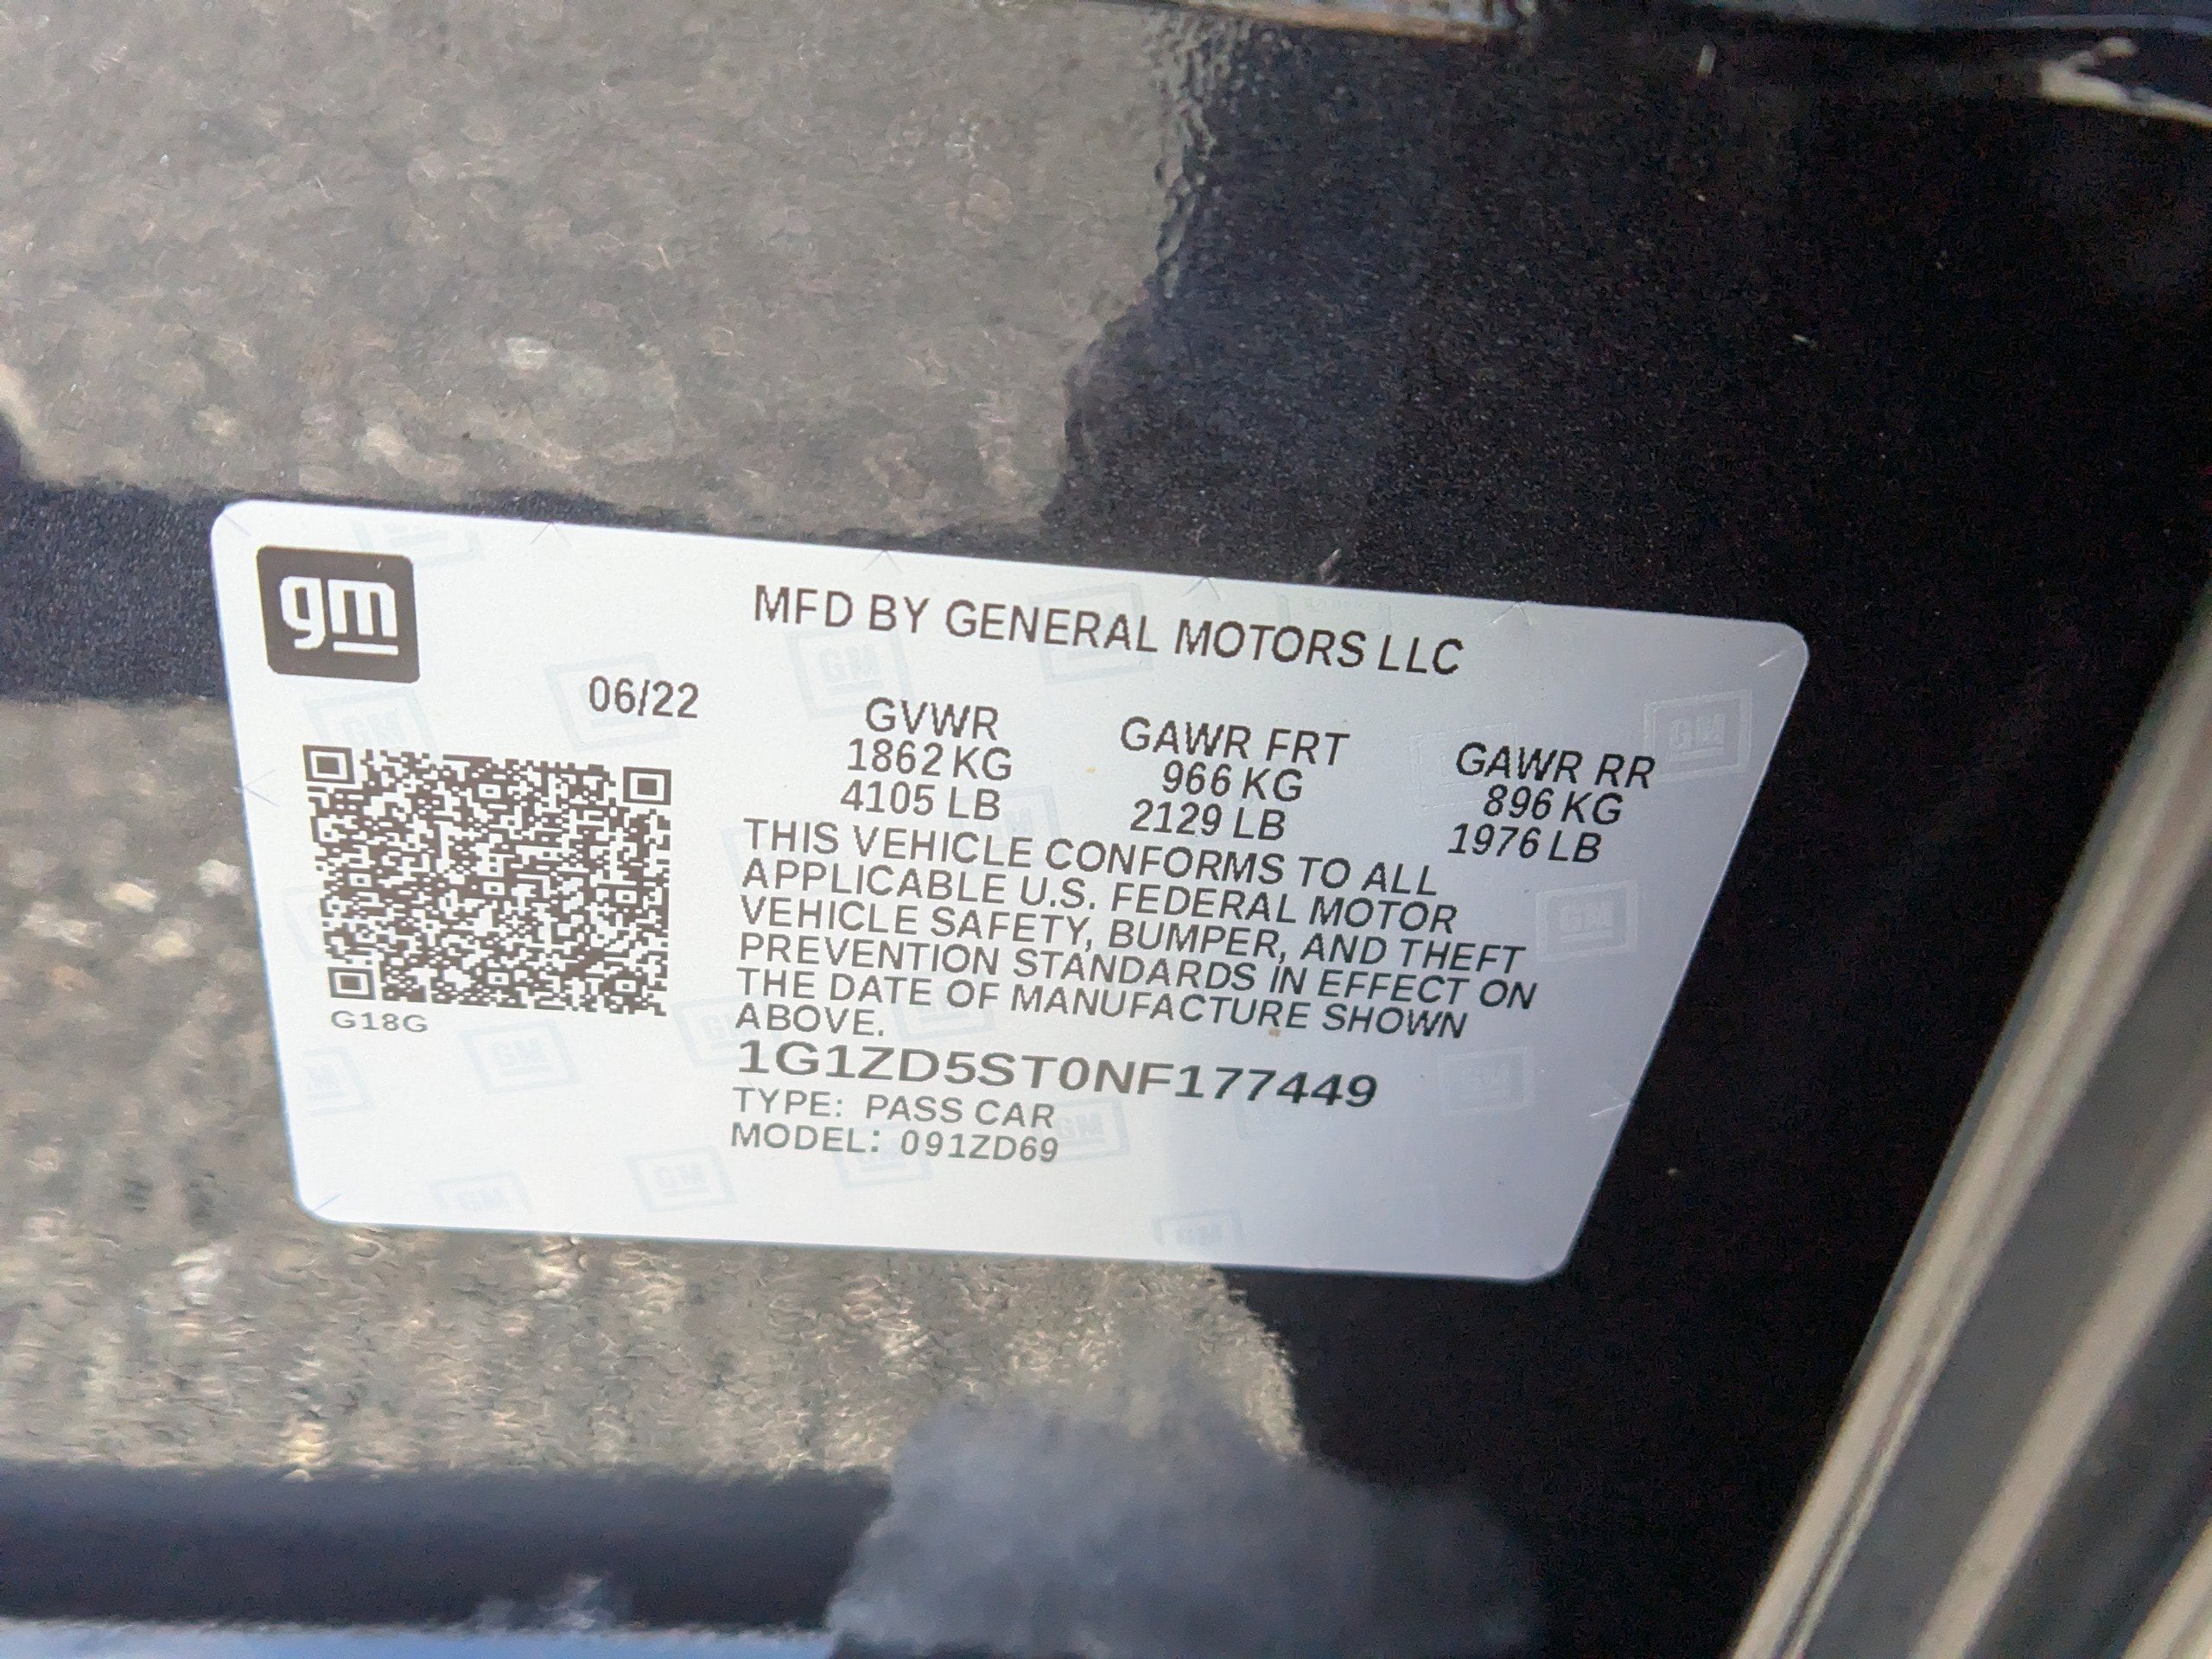 gm
MFD BY GENERAL MOTORS LLC
06/22
GVWR GAWR FRT GAWR RR
1862 KG 966 KG 896 KG
4105 LB 2129 LB 1976 LB
THIS VEHICLE CONFORMS TO ALL
APPLICABLE U.S. FEDERAL MOTOR
VEHICLE SAFETY, BUMPER, AND THEFT
PREVENTION STANDARDS IN EFFECT ON
THE DATE OF MANUFACTURE SHOWN
ABOVE.
G18G
1G1ZD5ST0NF177449
TYPE: PASS CAR
MODEL: 091ZD69